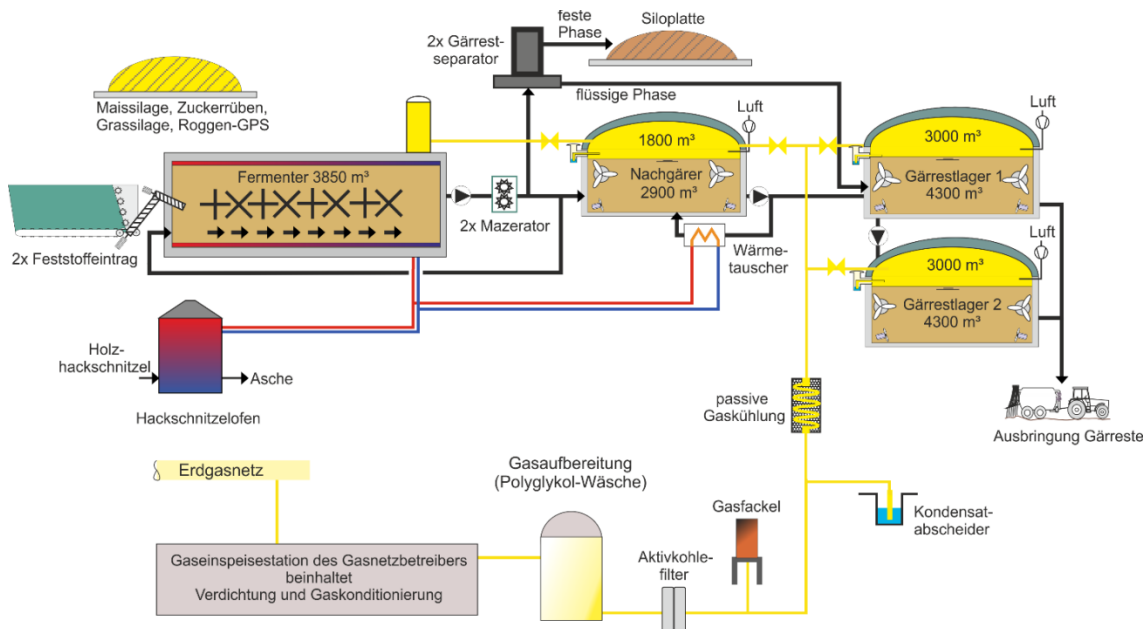 feste
Phase
Siloplatte
2x Gärrest-
separator
flüssige Phase
Maissilage, Zuckerrüben,
Grassilage, Roggen-GPS
Luft
Luft
1800 m³
3000 m³
Fermenter 3850 m³
Nachgärer
2900 m³
Gärrestlager 1
4300 m³
2x Mazerator
2x Feststoffeintrag
Wärme-
tauscher
Luft
3000 m³
Gärrestlager 2
4300 m³
Holz-
hackschnitzel
Asche
Hackschnitzelofen
passive
Gaskühlung
Ausbringung Gärreste
Erdgasnetz
Gasaufbereitung
(Polyglykol-Wäsche)
Gasfackel
Kondensat-
abscheider
Aktivkohle-
filter
Gaseinspeisestation des Gasnetzbetreibers
beinhaltet
Verdichtung und Gaskonditionierung